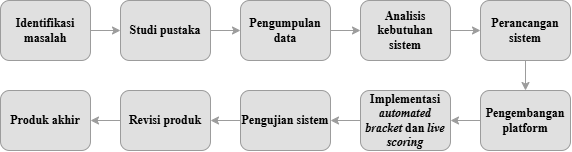 Identifikasi
masalah
Studi pustaka
Pengumpulan
data
Analisis
kebutuhan
sistem
Perancangan
sistem
Pengembangan
platform
Implementasi
automated
bracket dan live
scoring
Pengujian sistem
Revisi produk
Produk akhir